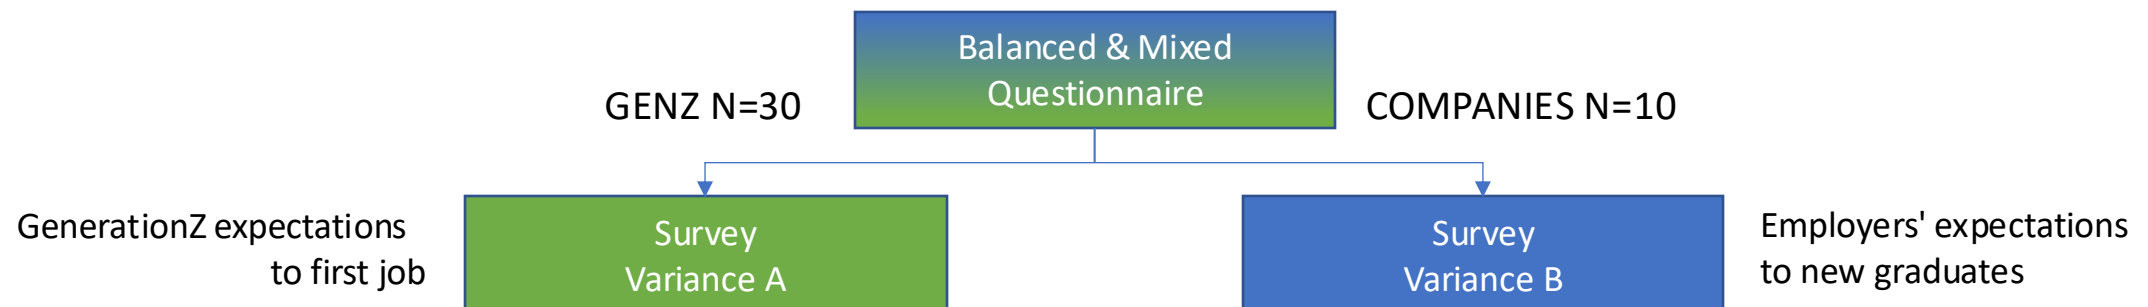 Balanced & Mixed
Questionnaire
GENZ N=30
COMPANIES N=10
GenerationZ expectations
to first job
Survey
Variance A
Survey
Variance B
Employers' expectations
to new graduates